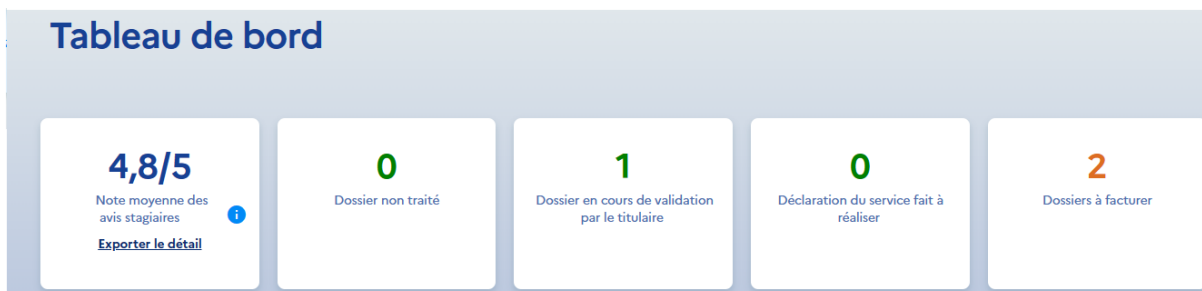 Tableau de bord
4,8/5
Note moyenne des
avis stagiaires
i
Exporter le détail
0
Dossier non traité
1
Dossier en cours de validation
par le titulaire
0
Déclaration du service fait à
réaliser
2
Dossiers à facturer